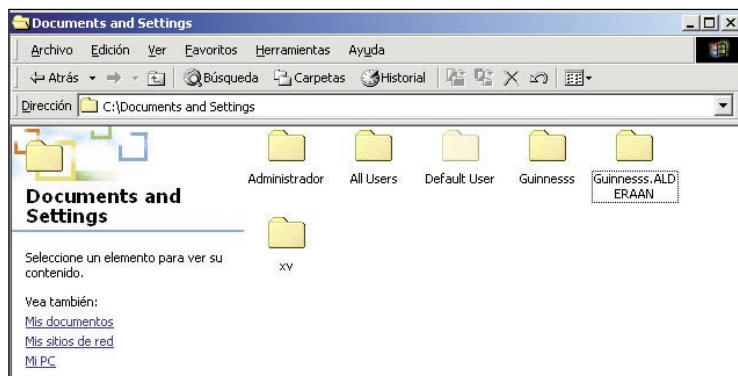 Documents and Settings
Archivo Edición Ver Favoritos Herramientas Ayuda
Atrás Búsqueda Carpetas Historial
Dirección C:\Documents and Settings
Documents and
Settings
Seleccione un elemento para ver su
contenido.
Vea también:
Mis documentos
Mis sitios de red
Mi PC
Administrador All Users Default User Guinnesss Guinnesss.ALD
ERAAN
xv